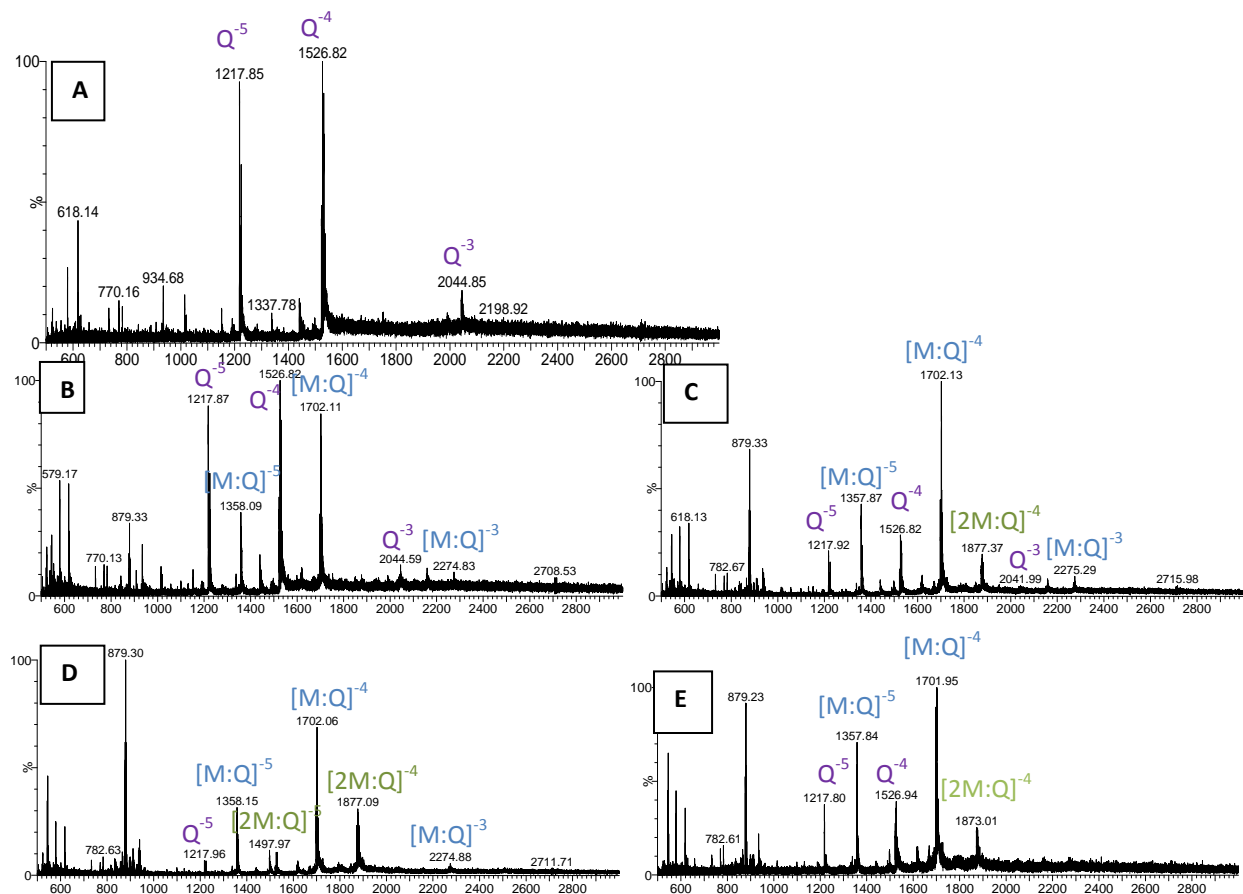 Q-5
Q-4
100
1217.85
1526.82
A
%
618.14
770.16
934.68
1337.78
Q-3
2044.85
2198.92
0
600 800 1000 1200 1400 1600 1800 2000 2200 2400 2600 2800
B
100
Q-5
1217.87
Q-4
1526.82
[M:Q]-4
1702.11
%
579.17
770.13
879.33
[M:Q]-5
1358.09
Q-3
2044.59
[M:Q]-3
2274.83
2708.53
0
600 800 1000 1200 1400 1600 1800 2000 2200 2400 2600 2800
C
100
[M:Q]-4
1702.13
%
618.13
782.67
879.33
Q-5
1217.92
[M:Q]-5
1357.87
Q-4
1526.82
[2M:Q]-4
1877.37
Q-3
2041.99
[M:Q]-3
2275.29
2715.98
0
600 800 1000 1200 1400 1600 1800 2000 2200 2400 2600 2800
D
100
879.30
%
782.63
Q-5
1217.96
[M:Q]-5
1358.15
[2M:Q]-5
1497.97
[M:Q]-4
1702.06
[2M:Q]-4
1877.09
[M:Q]-3
2274.88
2711.71
0
600 800 1000 1200 1400 1600 1800 2000 2200 2400 2600 2800
E
100
[M:Q]-4
1701.95
%
782.61
879.23
Q-5
1217.80
[M:Q]-5
1357.84
Q-4
1526.94
[2M:Q]-4
1873.01
0
600 800 1000 1200 1400 1600 1800 2000 2200 2400 2600 2800